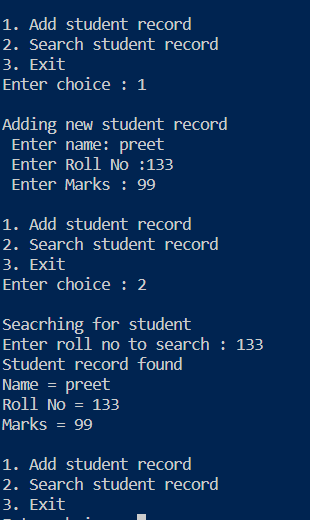 1. Add student record
2. Search student record
3. Exit
Enter choice : 1
Adding new student record
Enter name: preet
Enter Roll No :133
Enter Marks : 99
1. Add student record
2. Search student record
3. Exit
Enter choice : 2
Seacrhing for student
Enter roll no to search : 133
Student record found
Name = preet
Roll No = 133
Marks = 99
1. Add student record
2. Search student record
3. Exit